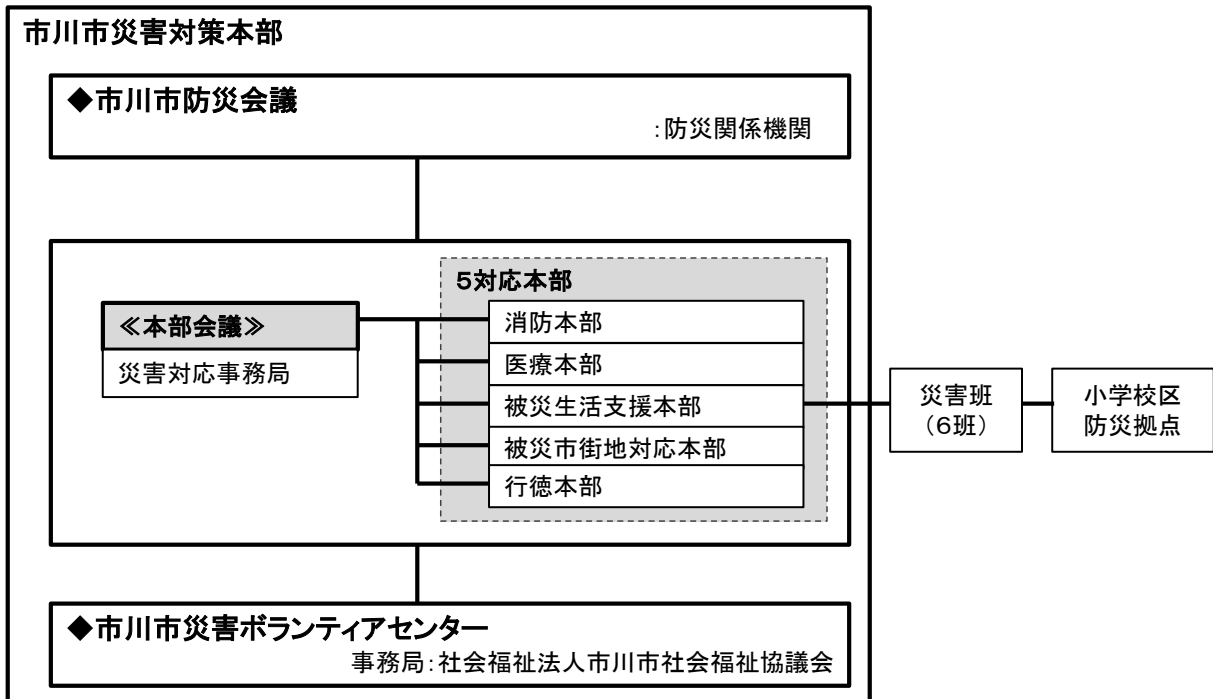 市川市災害対策本部
◆市川市防災会議
:防災関係機関
5対応本部
≪本部会議≫
災害対応事務局
消防本部
医療本部
被災生活支援本部
被災市街地対応本部
行徳本部
災害班
(6班)
小学校区
防災拠点
◆市川市災害ボランティアセンター
事務局:社会福祉法人市川市社会福祉協議会